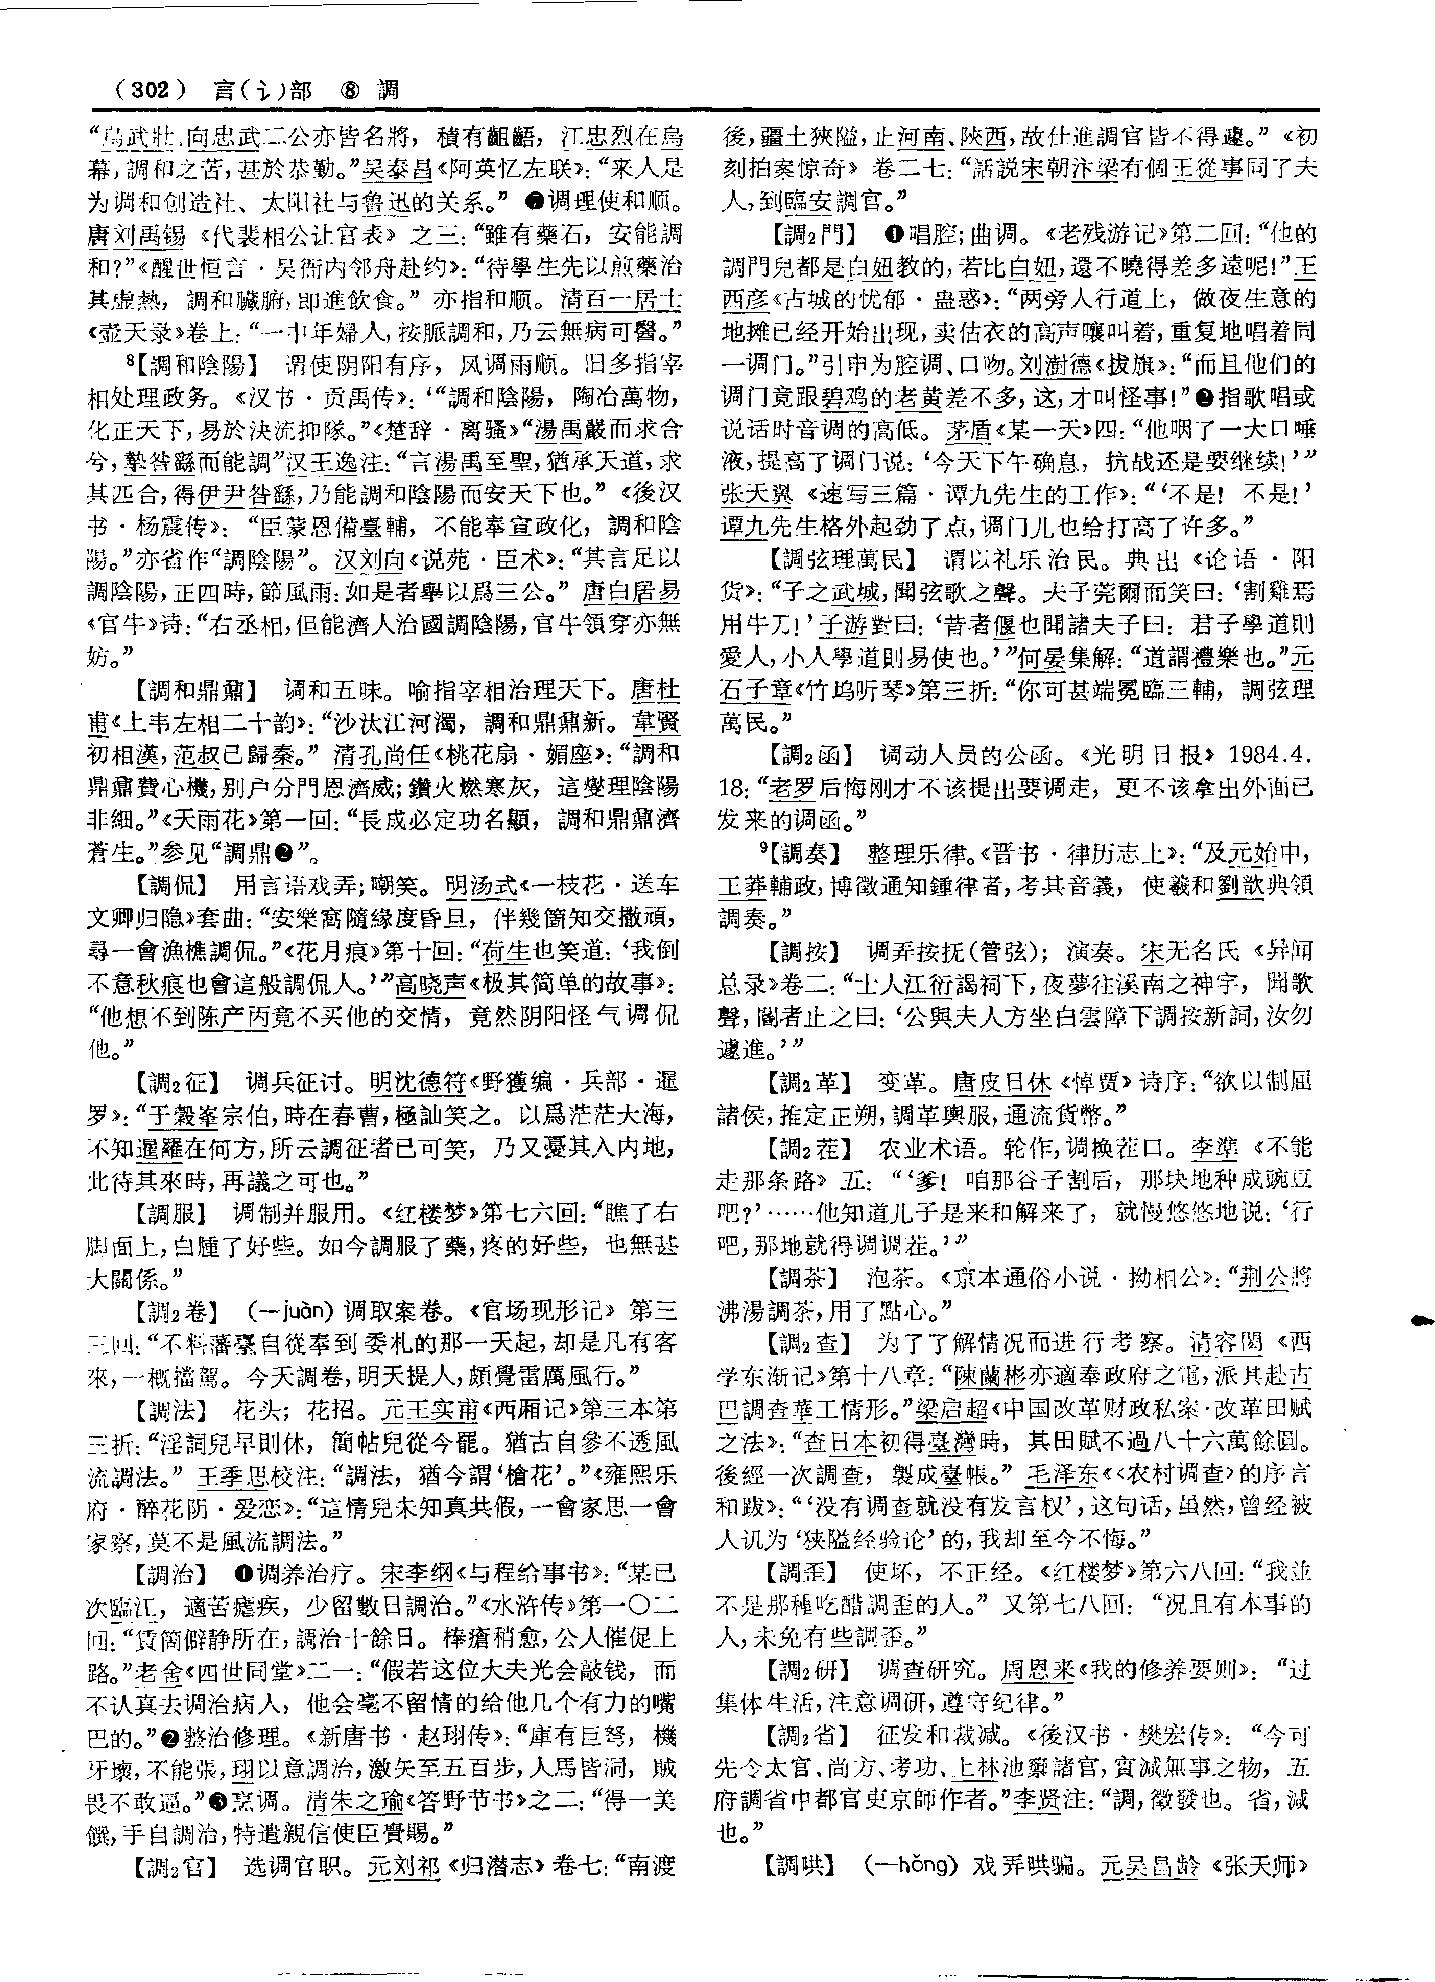 (302) 言(讠)部 ⑧ 調
“烏武壯、向忠武二公亦皆名將，積有齟齬，江忠烈在烏
幕，調和之苦，甚於恭勤。”吴泰昌《阿英忆左联》：“来人是
为调和创造社、太阳社与鲁迅的关系。” ❼调理使和顺。
唐刘禹锡《代裴相公让官表》之三：“雖有藥石，安能調
和？”《醒世恒言·吴衙内邻舟赴约》：“待學生先以煎藥治
其虚熱，調和臟腑，即進飲食。” 亦指和顺。清百一居士
《壶天录》卷上：“一中年婦人，按脈調和，乃云無病可醫。”
⁸【調和陰陽】 谓使阴阳有序，风调雨顺。旧多指宰
相处理政务。《汉书·贡禹传》：‘“調和陰陽，陶冶萬物，
化正天下，易於決流抑隊。”《楚辞·离骚》“湯禹嚴而求合
兮，摯咎繇而能調”汉王逸注：“言湯禹至聖，猶承天道，求
其匹合，得伊尹咎繇，乃能調和陰陽而安天下也。”《後汉
书·杨震传》：“臣蒙恩備臺輔，不能奉宣政化，調和陰
陽。”亦省作“調陰陽”。汉刘向《说苑·臣术》：“其言足以
調陰陽，正四時，節風雨：如是者舉以爲三公。” 唐白居易
《官牛》诗：“右丞相，但能濟人治國調陰陽，官牛領穿亦無
妨。”
【調和鼎鼐】 调和五味。喻指宰相治理天下。唐杜
甫《上韦左相二十韵》：“沙汰江河濁，調和鼎鼐新。韋賢
初相漢，范叔已歸秦。” 清孔尚任《桃花扇·媚座》：“調和
鼎鼐費心機，别户分門恩濟威；鑽火燃寒灰，這燮理陰陽
非細。”《天雨花》第一回：“長成必定功名顯，調和鼎鼐濟
蒼生。”参见“調鼎❷”。
【調侃】 用言语戏弄；嘲笑。明汤式《一枝花·送车
文卿归隐》套曲：“安樂窩隨緣度昏旦，伴幾箇知交撒頑，
尋一會漁樵調侃。”《花月痕》第十回：“荷生也笑道：‘我倒
不意秋痕也會這般調侃人。’”高晓声《极其简单的故事》：
“他想不到陈产丙竟不买他的交情，竟然阴阳怪气调侃
他。”
【調₂征】 调兵征讨。明沈德符《野獲编·兵部·暹
罗》：“于穀峯宗伯，時在春曹，極訕笑之。以爲茫茫大海，
不知暹羅在何方，所云調征者已可笑，乃又憂其入内地，
此待其來時，再議之可也。”
【調服】 调制并服用。《红楼梦》第七六回：“瞧了右
脚面上，白腫了好些。如今調服了藥，疼的好些，也無甚
大關係。”
【調₂卷】 (—juàn) 调取案卷。《官场现形记》第三
三回：“不料藩臺自從奉到委札的那一天起，却是凡有客
來，一概擋駕。今天調卷，明天提人，頗覺雷厲風行。”
【調法】 花头；花招。元王实甫《西厢记》第三本第
三折：“淫詞兒早則休，簡帖兒從今罷。猶古自參不透風
流調法。” 王季思校注：“調法，猶今謂‘槍花’。”《雍熙乐
府·醉花阴·爱恋》：“這情兒未知真共假，一會家思一會
家察，莫不是風流調法。”
【調治】 ❶调养治疗。宋李纲《与程给事书》：“某已
次臨江，適苦瘧疾，少留數日調治。”《水浒传》第一〇二
回：“賃箇僻静所在，調治十餘日。棒瘡稍愈，公人催促上
路。”老舍《四世同堂》二一：“假若这位大夫光会敲钱，而
不认真去调治病人，他会毫不留情的给他几个有力的嘴
巴的。”❷整治修理。《新唐书·赵珝传》：“庫有巨弩，機
牙壞，不能張，珝以意調治，激矢至五百步，人馬皆洞，賊
畏不敢逼。”❸烹调。清朱之瑜《答野节书》之二：“得一美
饌，手自調治，特遣親信使臣賫賜。”
【調₂官】 选调官职。元刘祁《归潜志》卷七：“南渡
後，疆土狹隘，止河南、陝西，故仕進調官皆不得遽。”《初
刻拍案惊奇》卷二七：“話説宋朝汴梁有個王從事同了夫
人，到臨安調官。”
【調₂門】 ❶唱腔；曲调。《老残游记》第二回：“他的
調門兒都是白妞教的，若比白妞，還不曉得差多遠呢！”王
西彦《古城的忧郁·蛊惑》：“两旁人行道上，做夜生意的
地摊已经开始出现，卖估衣的高声嚷叫着，重复地唱着同
一调门。”引申为腔调、口吻。刘澍德《拔旗》：“而且他们的
调门竟跟碧鸡的老黄差不多，这，才叫怪事！”❷指歌唱或
说话时音调的高低。茅盾《某一天》四：“他咽了一大口唾
液，提高了调门说：‘今天下午确息，抗战还是要继续！’”
张天翼《速写三篇·谭九先生的工作》：“‘不是！不是！’
谭九先生格外起劲了点，调门儿也给打高了许多。”
【調弦理萬民】 谓以礼乐治民。典出《论语·阳
货》：“子之武城，聞弦歌之聲。夫子莞爾而笑曰：‘割雞焉
用牛刀！’子游對曰：‘昔者偃也聞諸夫子曰：君子學道則
愛人，小人學道則易使也。’”何晏集解：“道謂禮樂也。”元
石子章《竹坞听琴》第三折：“你可甚端冕臨三輔，調弦理
萬民。”
【調₂函】 调动人员的公函。《光明日报》1984.4.
18：“老罗后悔刚才不该提出要调走，更不该拿出外面已
发来的调函。”
⁹【調奏】 整理乐律。《晋书·律历志上》：“及元始中，
王莽輔政，博徵通知鍾律者，考其音義，使羲和劉歆典領
調奏。”
【調按】 调弄按抚(管弦)；演奏。宋无名氏《异闻
总录》卷二：“士人江衍謁祠下，夜夢往溪南之神宇，聞歌
聲，閽者止之曰：‘公與夫人方坐白雲障下調按新詞，汝勿
遽進。’”
【調₂革】 变革。唐皮日休《悼贾》诗序：“欲以制屈
諸侯，推定正朔，調革輿服，通流貨幣。”
【調₂茬】 农业术语。轮作，调换茬口。李準《不能
走那条路》五：“‘爹！咱那谷子割后，那块地种成豌豆
吧？’……他知道儿子是来和解来了，就慢悠悠地说：‘行
吧，那地就得调调茬。’”
【調茶】 泡茶。《京本通俗小说·拗相公》：“荆公將
沸湯調茶，用了點心。”
【調₂查】 为了了解情况而进行考察。清容闳《西
学东渐记》第十八章：“陳蘭彬亦適奉政府之電，派其赴古
巴調查華工情形。”梁启超《中国改革财政私案·改革田赋
之法》：“查日本初得臺灣時，其田賦不過八十六萬餘圓。
後經一次調查，製成臺帳。” 毛泽东《〈农村调查〉的序言
和跋》：“‘没有调查就没有发言权’，这句话，虽然，曾经被
人讥为‘狭隘经验论’的，我却至今不悔。”
【調歪】 使坏，不正经。《红楼梦》第六八回：“我並
不是那種吃醋調歪的人。” 又第七八回：“况且有本事的
人，未免有些調歪。”
【調₂研】 调查研究。周恩来《我的修养要则》：“过
集体生活，注意调研，遵守纪律。”
【調₂省】 征发和裁减。《後汉书·樊宏传》：“今可
先令太官、尚方、考功、上林池籞諸官，實減無事之物，五
府調省中都官吏京師作者。”李贤注：“調，徵發也。省，減
也。”
【調哄】 (—hǒng) 戏弄哄骗。元吴昌龄《张天师》